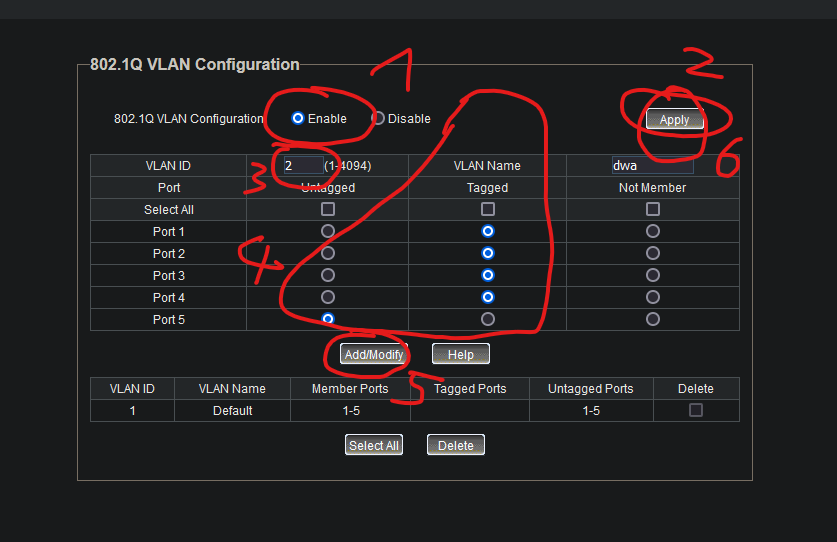 802.1Q VLAN Configuration
1
2
802.1Q VLAN Configuration Enable Disable Apply
3
6
VLAN ID 2 (1-4094) VLAN Name dwa
Port Untagged Tagged Not Member
Select All
Port 1
Port 2
4
Port 3
Port 4
Port 5
Add/Modify Help
5
VLAN ID VLAN Name Member Ports Tagged Ports Untagged Ports Delete
1 Default 1-5 1-5
Select All Delete